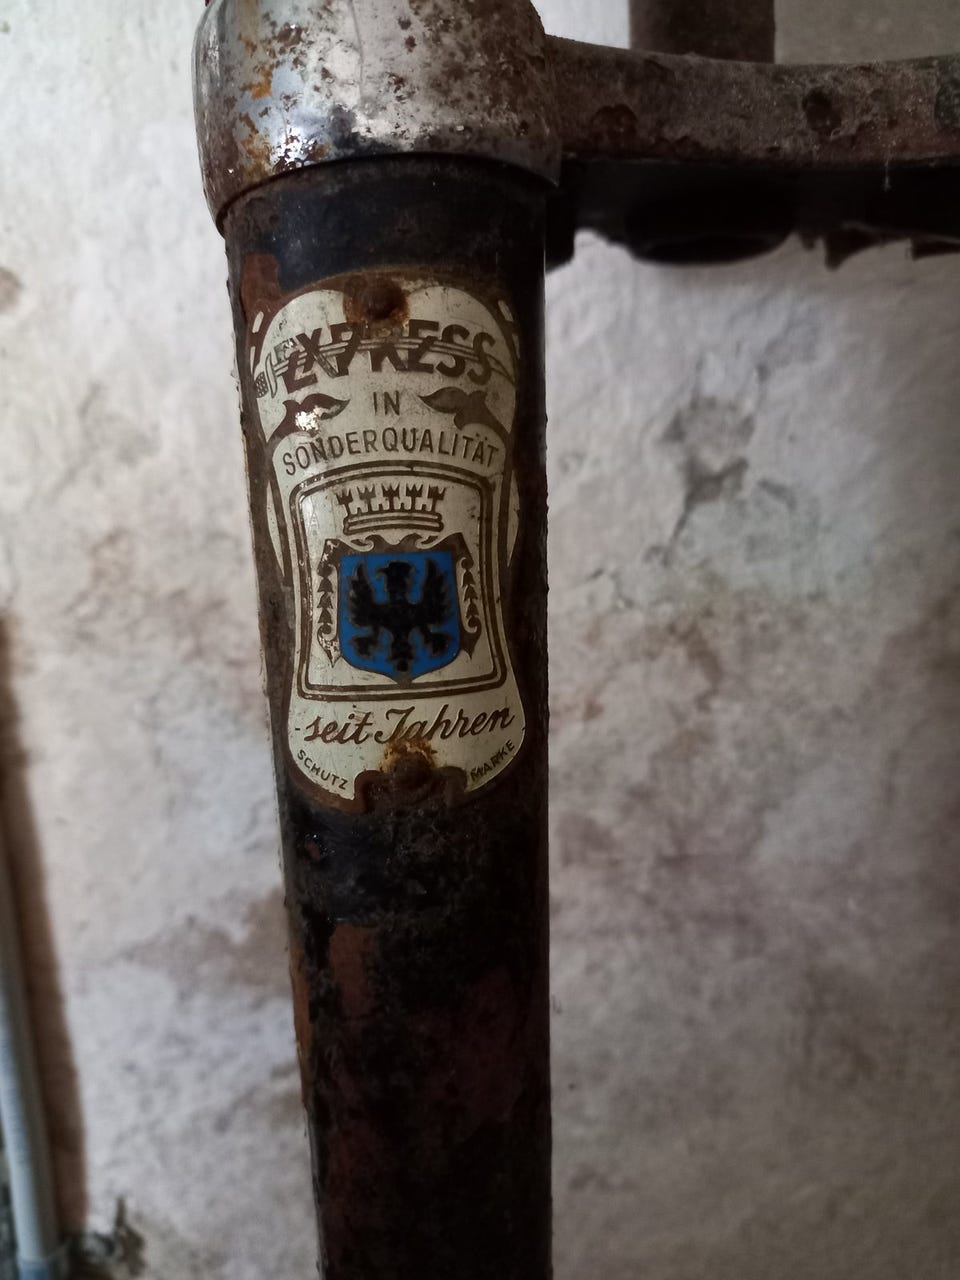 EXPRESS
IN
SONDERQUALITÄT
-seit Jahren-
SCHUTZ MARKE